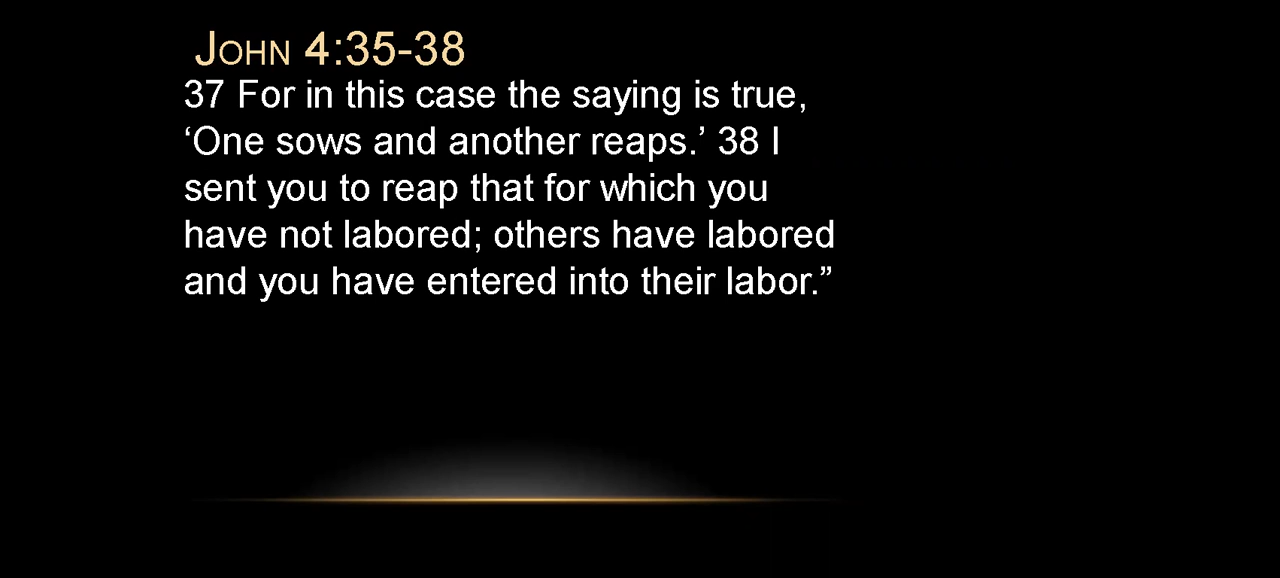 John 4:35-38
37 For in this case the saying is true,
‘One sows and another reaps.’ 38 I
sent you to reap that for which you
have not labored; others have labored
and you have entered into their labor.”